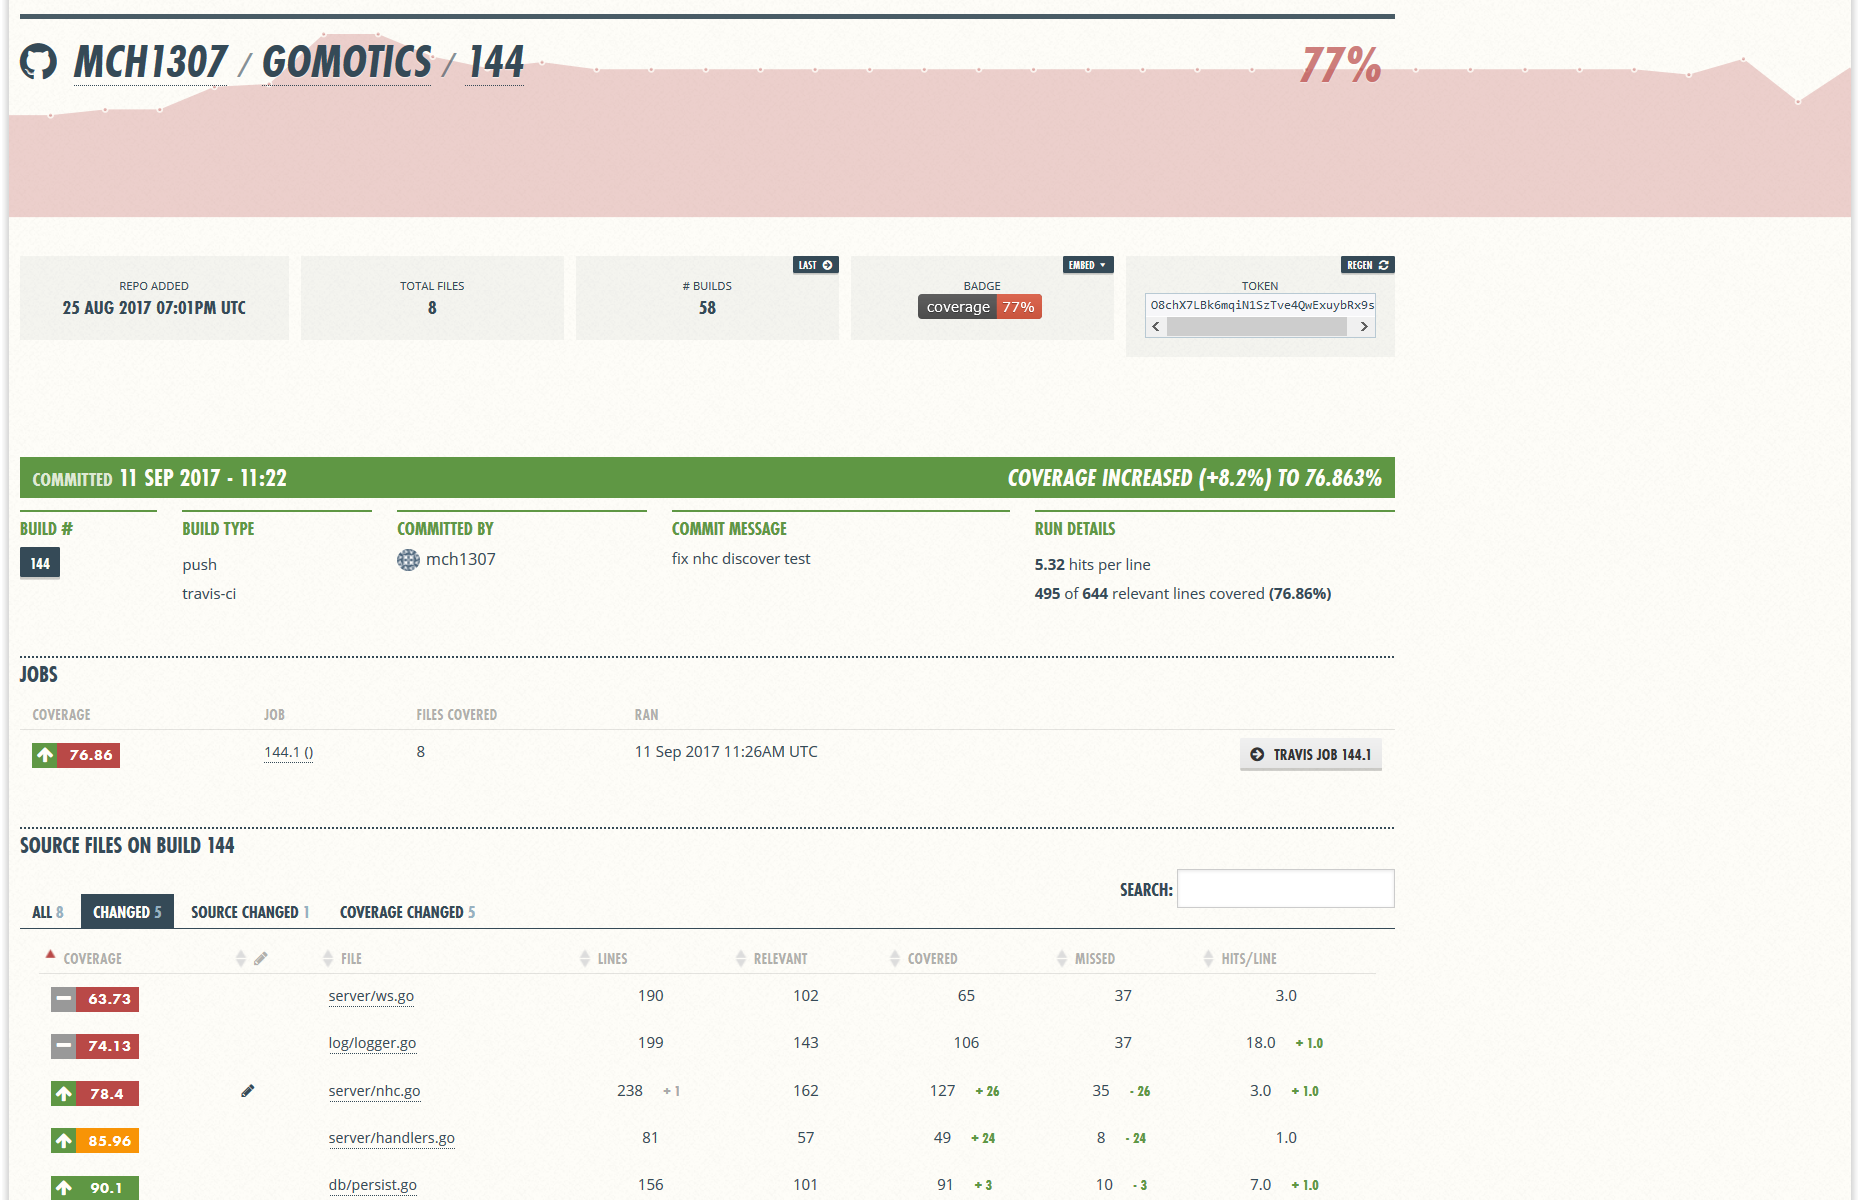 MCH1307 / GOMOTICS / 144 77%
LAST EMBED REGEN
REPO ADDED TOTAL FILES # BUILDS BADGE TOKEN
25 AUG 2017 07:01PM UTC 8 58 coverage 77% O8chX7LBk6mqiN1SzTve4QwExuybRx9s
COMMITTED 11 SEP 2017 - 11:22 COVERAGE INCREASED (+8.2%) TO 76.863%
BUILD # BUILD TYPE COMMITTED BY COMMIT MESSAGE RUN DETAILS
144 push mch1307 fix nhc discover test 5.32 hits per line
travis-ci 495 of 644 relevant lines covered (76.86%)
JOBS
COVERAGE JOB FILES COVERED RAN
76.86 144.1 () 8 11 Sep 2017 11:26AM UTC TRAVIS JOB 144.1
SOURCE FILES ON BUILD 144
SEARCH:
ALL 8 CHANGED 5 SOURCE CHANGED 1 COVERAGE CHANGED 5
COVERAGE FILE LINES RELEVANT COVERED MISSED HITS/LINE
63.73 server/ws.go 190 102 65 37 3.0
74.13 log/logger.go 199 143 106 37 18.0 + 1.0
78.4 server/nhc.go 238 + 1 162 127 + 26 35 - 26 3.0 + 1.0
85.96 server/handlers.go 81 57 49 + 24 8 - 24 1.0
90.1 db/persist.go 156 101 91 + 3 10 - 3 7.0 + 1.0